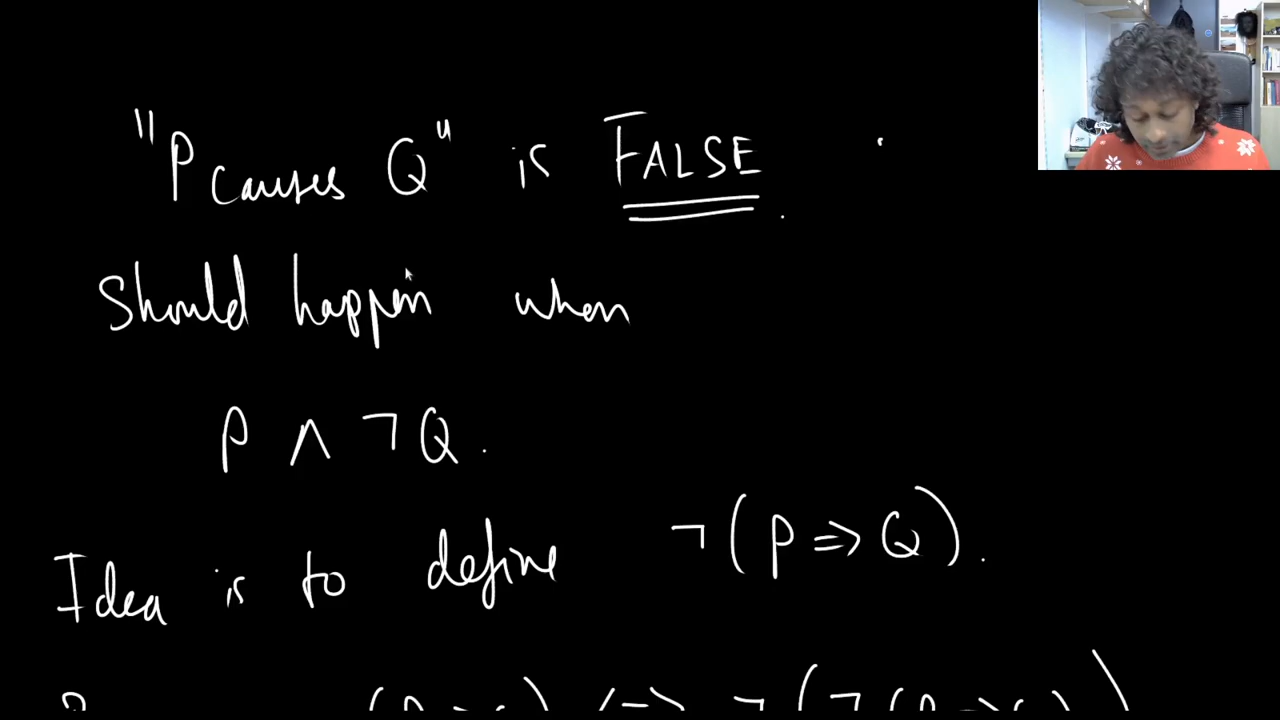 "P causes Q" is FALSE.
Should happen when
P ∧ ¬Q.
Idea is to define ¬(P ⇒ Q).